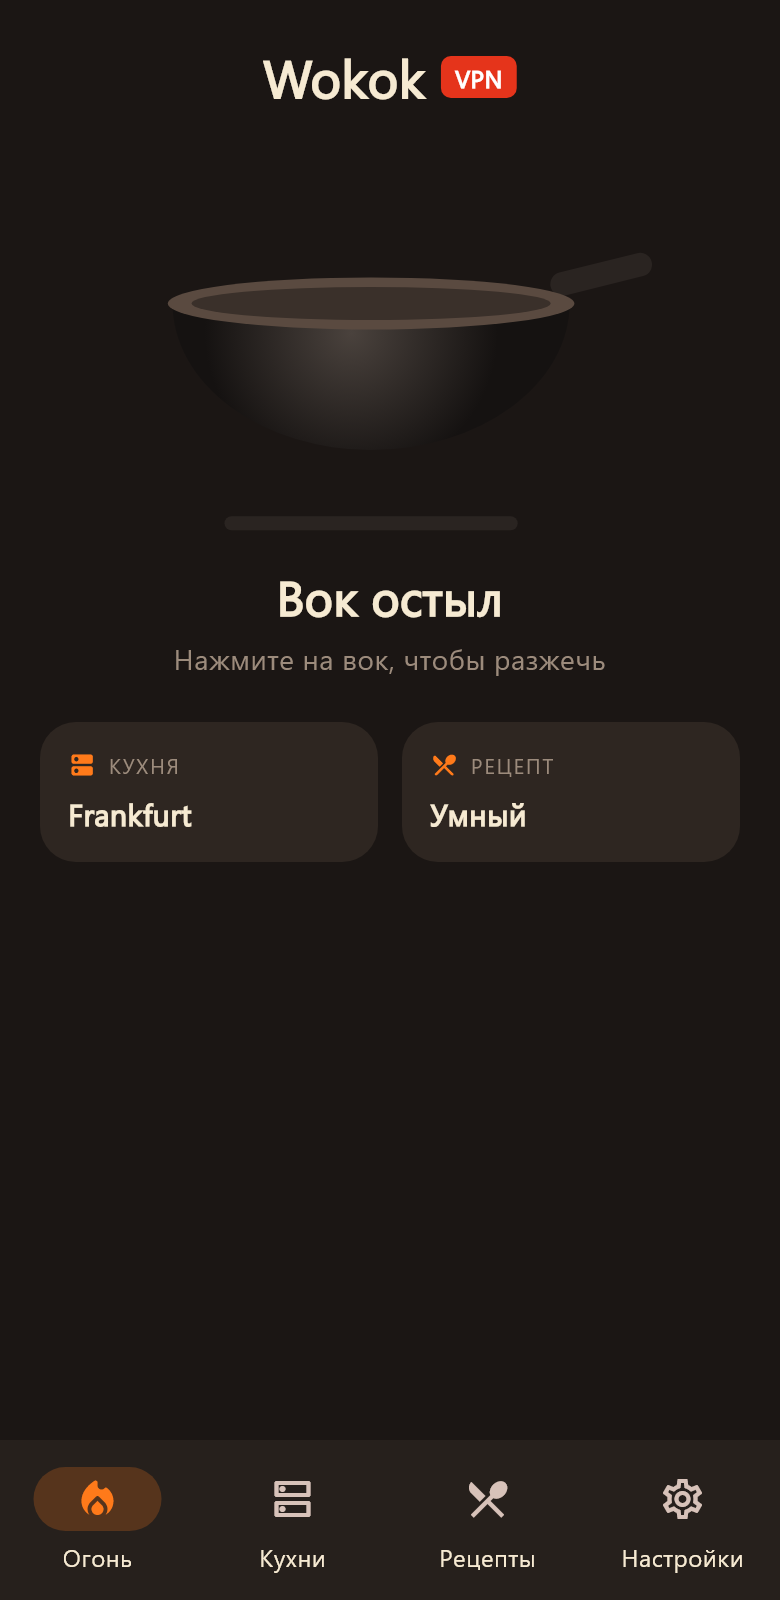 Wokok VPN
Вок остыл
Нажмите на вок, чтобы разжечь
КУХНЯ
Frankfurt
РЕЦЕПТ
Умный
Огонь
Кухни
Рецепты
Настройки